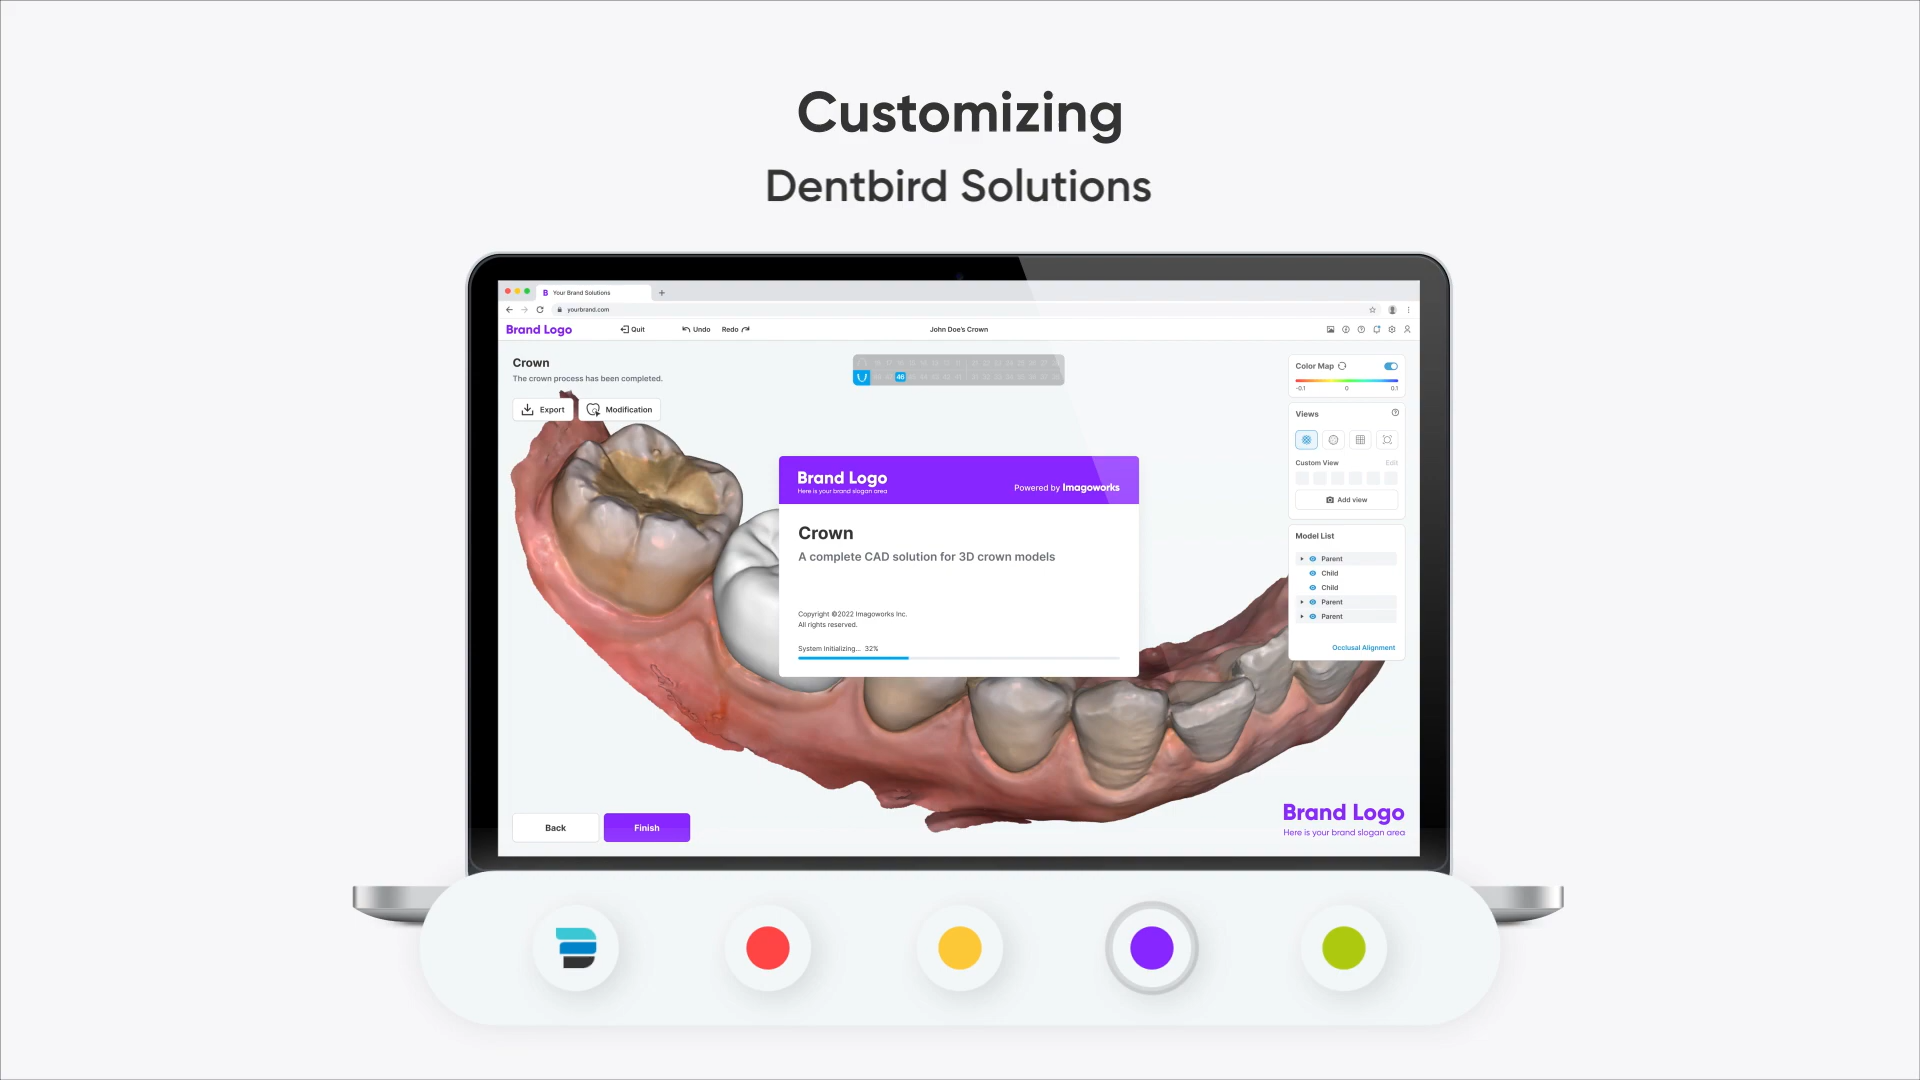 Customizing
Dentbird Solutions
B Your Brand Solutions
yourbrand.com
Brand Logo
Quit
Undo
Redo
John Doe's Crown
Crown
The crown process has been completed.
Export
Modification
46
Color Map
-0.1 0 0.1
Views
Custom View Edit
Add view
Model List
Parent
Child
Child
Parent
Parent
Occlusal Alignment
Brand Logo
Here is your brand slogan area
Powered by Imagoworks
Crown
A complete CAD solution for 3D crown models
Copyright ©2022 Imagoworks Inc.
All rights reserved.
System Initializing... 32%
Back
Finish
Brand Logo
Here is your brand slogan area